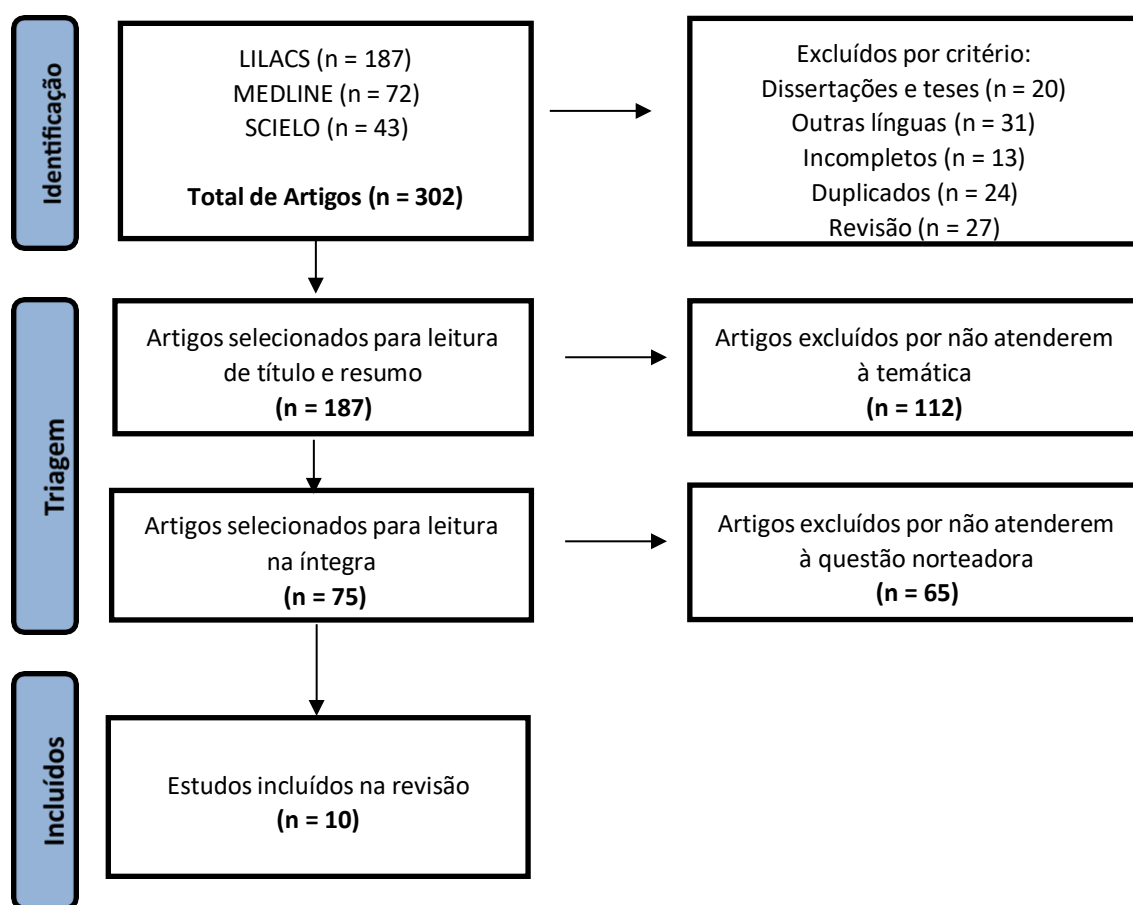 Identificação
LILACS (n = 187)
MEDLINE (n = 72)
SCIELO (n = 43)
Total de Artigos (n = 302)
Excluídos por critério:
Dissertações e teses (n = 20)
Outras línguas (n = 31)
Incompletos (n = 13)
Duplicados (n = 24)
Revisão (n = 27)
Triagem
Artigos selecionados para leitura
de título e resumo
(n = 187)
Artigos excluídos por não atenderem
à temática
(n = 112)
Artigos selecionados para leitura
na íntegra
(n = 75)
Artigos excluídos por não atenderem
à questão norteadora
(n = 65)
Incluídos
Estudos incluídos na revisão
(n = 10)